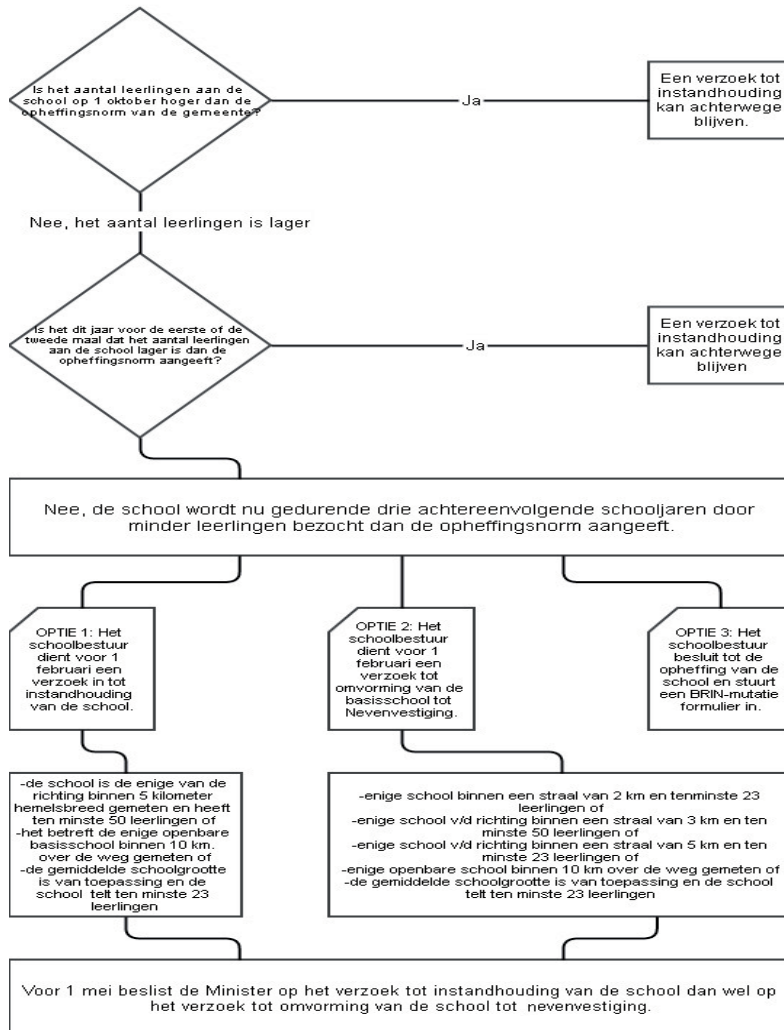 Is het aantal leerlingen aan de
school op 1 oktober hoger dan de
opheffingsnorm van de gemeente?
Ja
Een verzoek tot
instandhouding
kan achterwege
blijven.
Nee, het aantal leerlingen is lager
Is het dit jaar voor de eerste of de
tweede maal dat het aantal leerlingen
aan de school lager is dan de
opheffingsnorm aangeeft?
Ja
Een verzoek tot
instandhouding
kan achterwege
blijven
Nee, de school wordt nu gedurende drie achtereenvolgende schooljaren door
minder leerlingen bezocht dan de opheffingsnorm aangeeft.
OPTIE 1: Het
schoolbestuur
dient voor 1
februari een
verzoek in tot
instandhouding
van de school.
OPTIE 2: Het
schoolbestuur
dient voor 1
februari een
verzoek tot
omvorming van de
basisschool tot
Nevenvestiging.
OPTIE 3: Het
schoolbestuur
besluit tot de
opheffing van de
school en stuurt
een BRIN-mutatie
formulier in.
-de school is de enige van de
richting binnen 5 kilometer
hemelsbreed gemeten en heeft
ten minste 50 leerlingen of
-het betreft de enige openbare
basisschool binnen 10 km.
over de weg gemeten of
-de gemiddelde schoolgrootte
is van toepassing en de
school telt ten minste 23
leerlingen
-enige school binnen een straal van 2 km en tenminste 23
leerlingen of
-enige school v/d richting binnen een straal van 3 km en ten
minste 50 leerlingen of
-enige school v/d richting binnen een straal van 5 km en ten
minste 23 leerlingen of
-enige openbare school binnen 10 km over de weg gemeten of
-de gemiddelde schoolgrootte is van toepassing en de school
telt ten minste 23 leerlingen
Voor 1 mei beslist de Minister op het verzoek tot instandhouding van de school dan wel op
het verzoek tot omvorming van de school tot nevenvestiging.